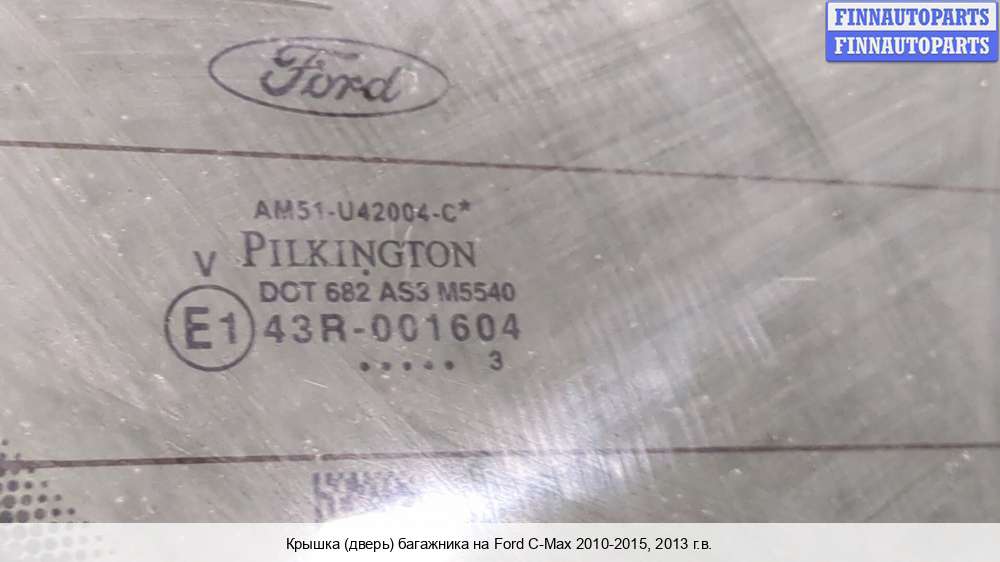 FINNAUTOPARTS
FINNAUTOPARTS
Ford
AM51-U42004-C*
PILKINGTON
V
DCT 682 AS3 M5540
E1 43R-001604
..... 3
Крышка (дверь) багажника на Ford C-Max 2010-2015, 2013 г.в.